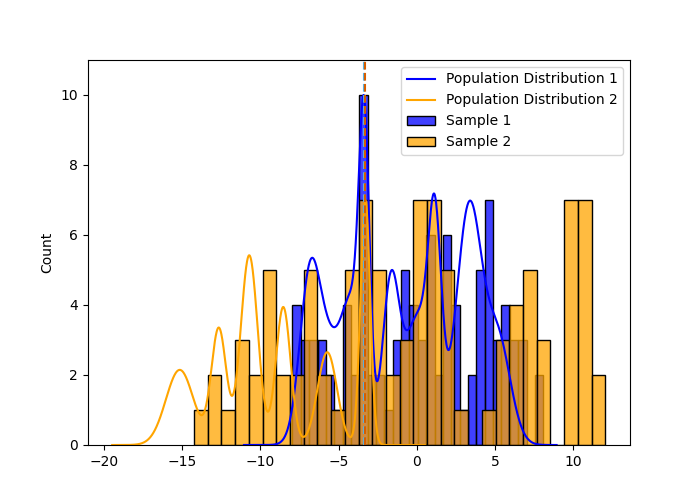 Population Distribution 1
Population Distribution 2
Sample 1
Sample 2
Count
10
8
6
4
2
0
−20 −15 −10 −5 0 5 10